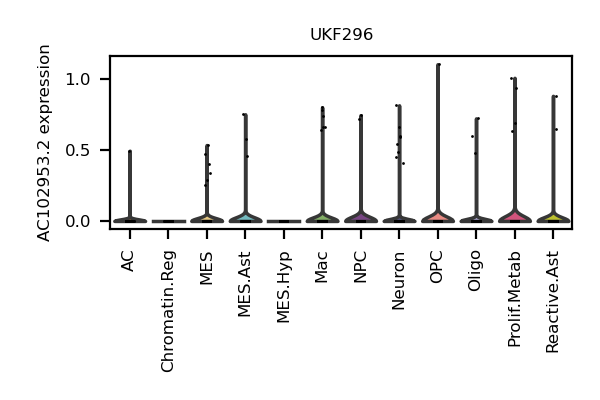 UKF296
AC102953.2 expression
1.0
0.5
0.0
AC
Chromatin.Reg
MES
MES.Ast
MES.Hyp
Mac
NPC
Neuron
OPC
Oligo
Prolif.Metab
Reactive.Ast